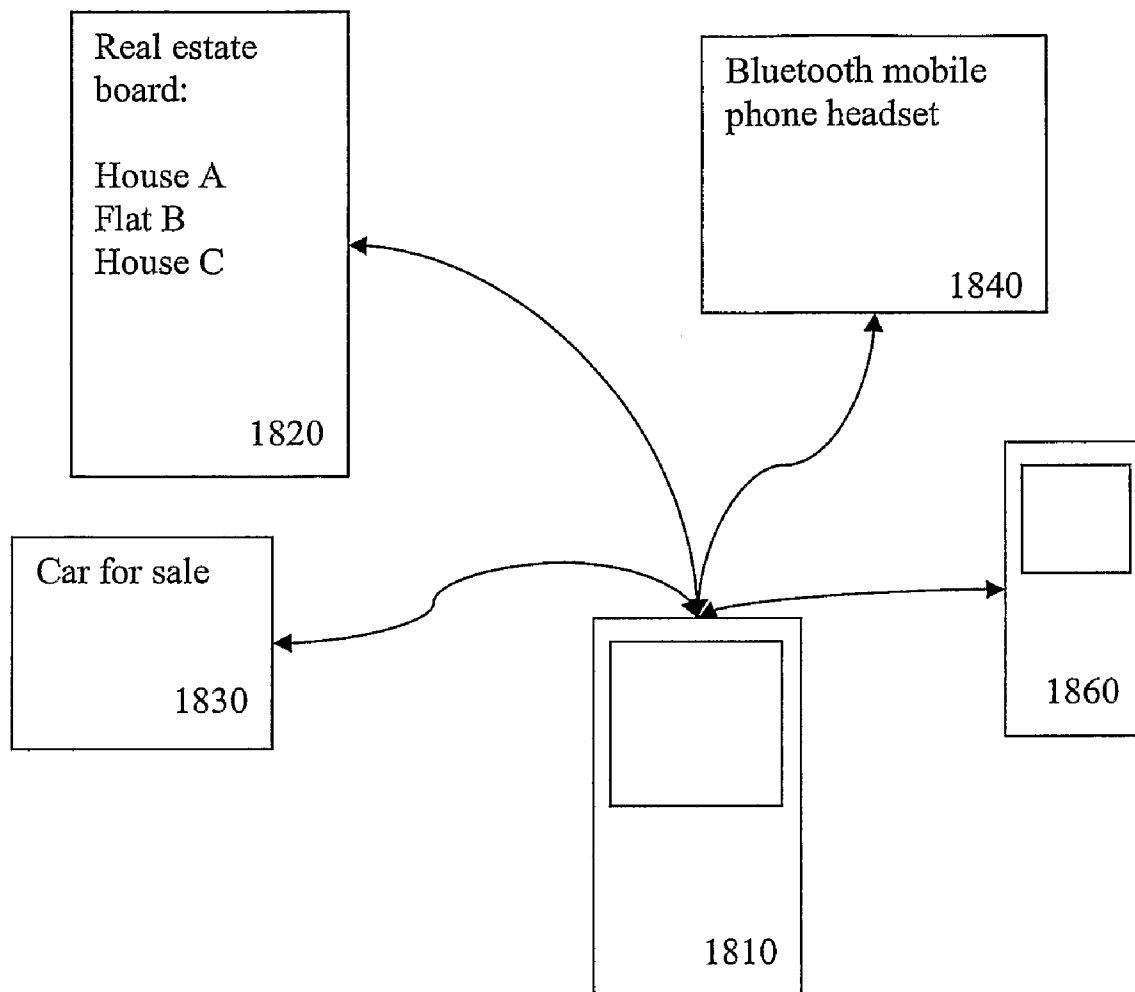 Real estate
board:
House A
Flat B
House C
1820
Bluetooth mobile
phone headset
1840
Car for sale
1830
1860
1810